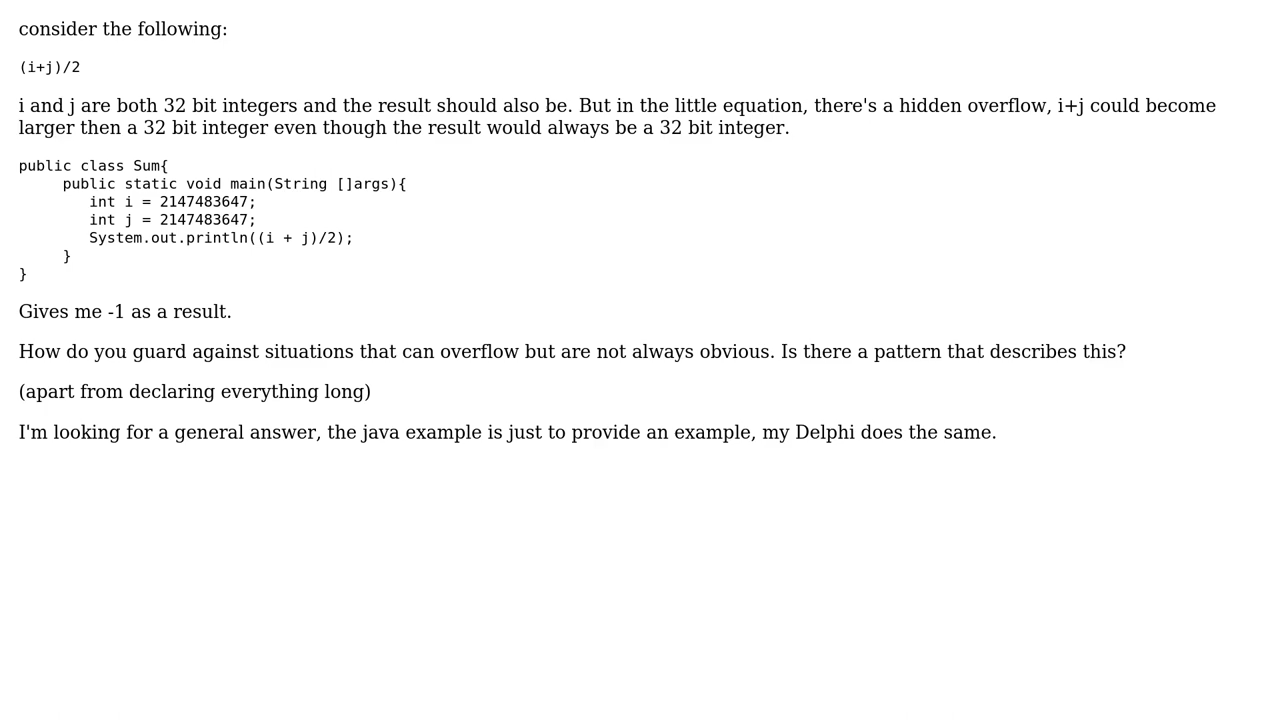 consider the following:
(i+j)/2
i and j are both 32 bit integers and the result should also be. But in the little equation, there's a hidden overflow, i+j could become
larger then a 32 bit integer even though the result would always be a 32 bit integer.
public class Sum{
     public static void main(String []args){
        int i = 2147483647;
        int j = 2147483647;
        System.out.println((i + j)/2);
     }
}
Gives me -1 as a result.
How do you guard against situations that can overflow but are not always obvious. Is there a pattern that describes this?
(apart from declaring everything long)
I'm looking for a general answer, the java example is just to provide an example, my Delphi does the same.